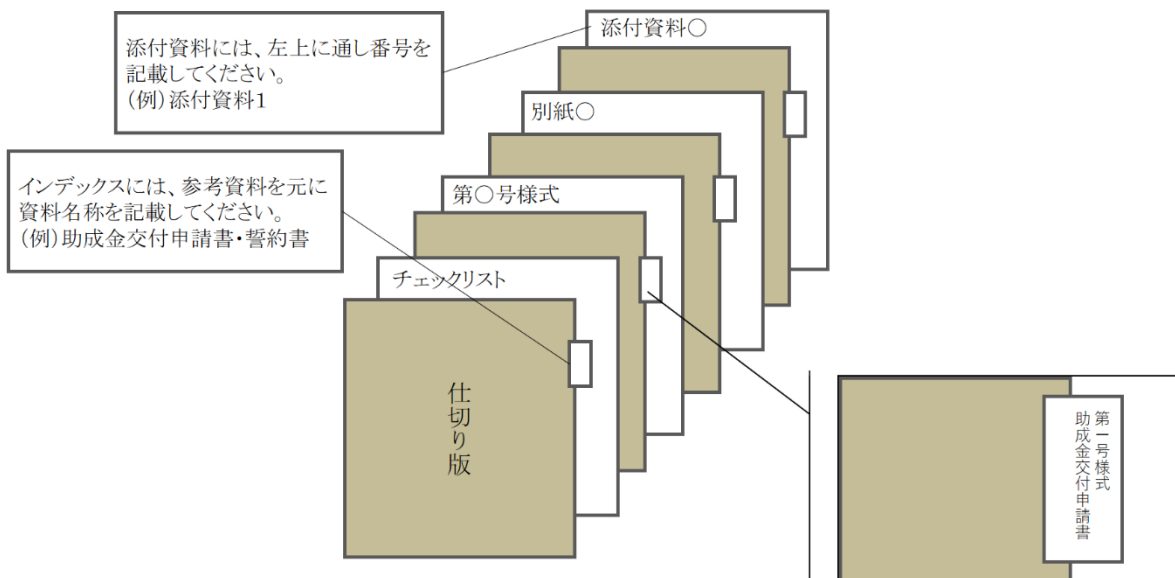 添付資料には、左上に通し番号を
記載してください。
(例)添付資料1
添付資料〇
別紙〇
インデックスには、参考資料を元に
資料名称を記載してください。
(例)助成金交付申請書・誓約書
第〇号様式
チェックリスト
仕切り版
第一号様式
助成金交付申請書